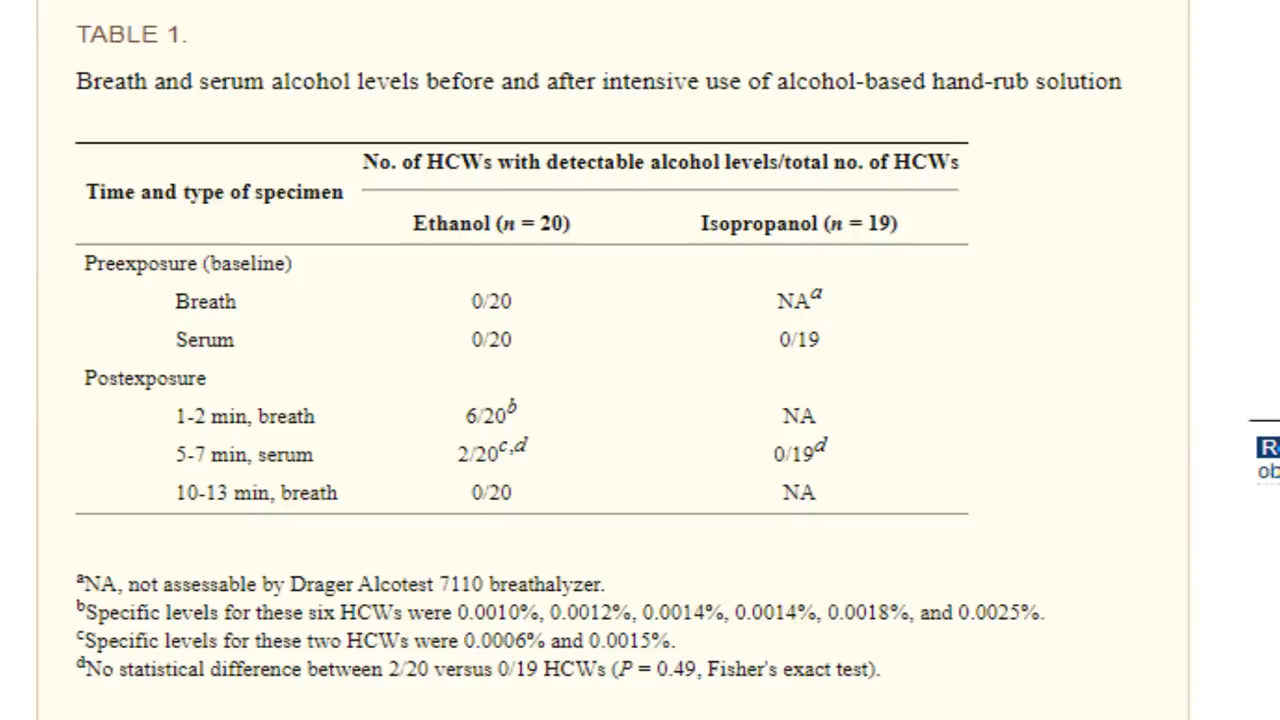 TABLE 1.
Breath and serum alcohol levels before and after intensive use of alcohol-based hand-rub solution
No. of HCWs with detectable alcohol levels/total no. of HCWs
Time and type of specimen
Ethanol (n = 20) Isopropanol (n = 19)
Preexposure (baseline)
Breath 0/20 NAa
Serum 0/20 0/19
Postexposure
1-2 min, breath 6/20b NA
5-7 min, serum 2/20c,d 0/19d
10-13 min, breath 0/20 NA
aNA, not assessable by Drager Alcotest 7110 breathalyzer.
bSpecific levels for these six HCWs were 0.0010%, 0.0012%, 0.0014%, 0.0014%, 0.0018%, and 0.0025%.
cSpecific levels for these two HCWs were 0.0006% and 0.0015%.
dNo statistical difference between 2/20 versus 0/19 HCWs (P = 0.49, Fisher's exact test).